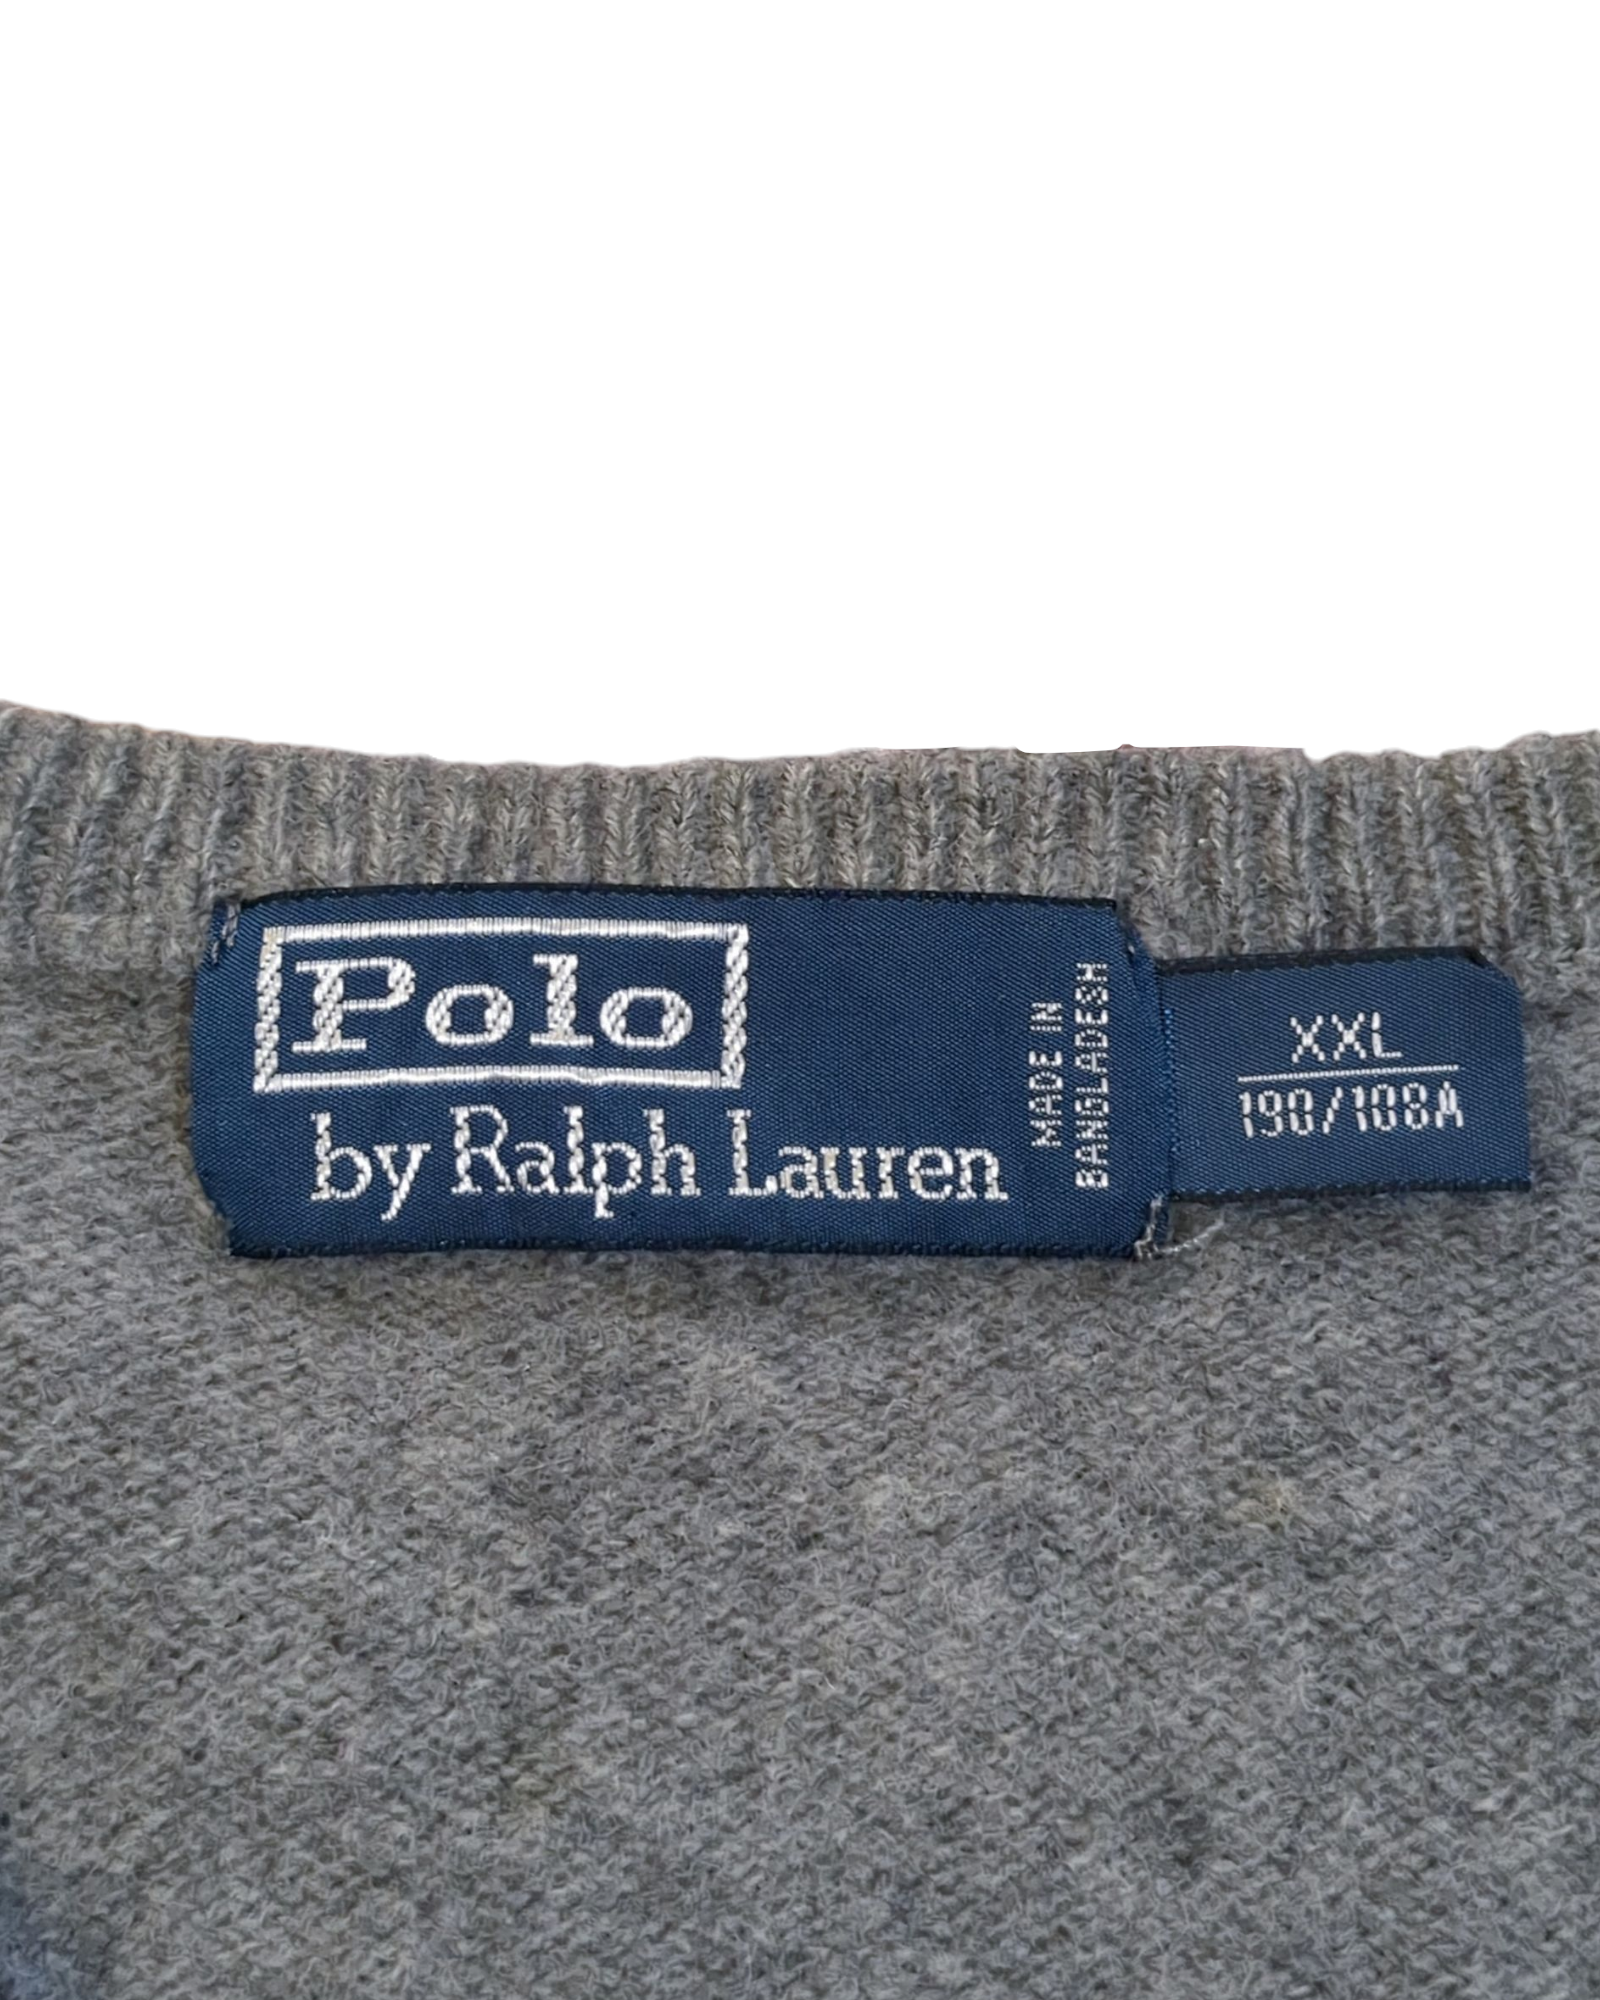 Polo
by Ralph Lauren
MADE IN
BANGLADESH
XXL
190/108A